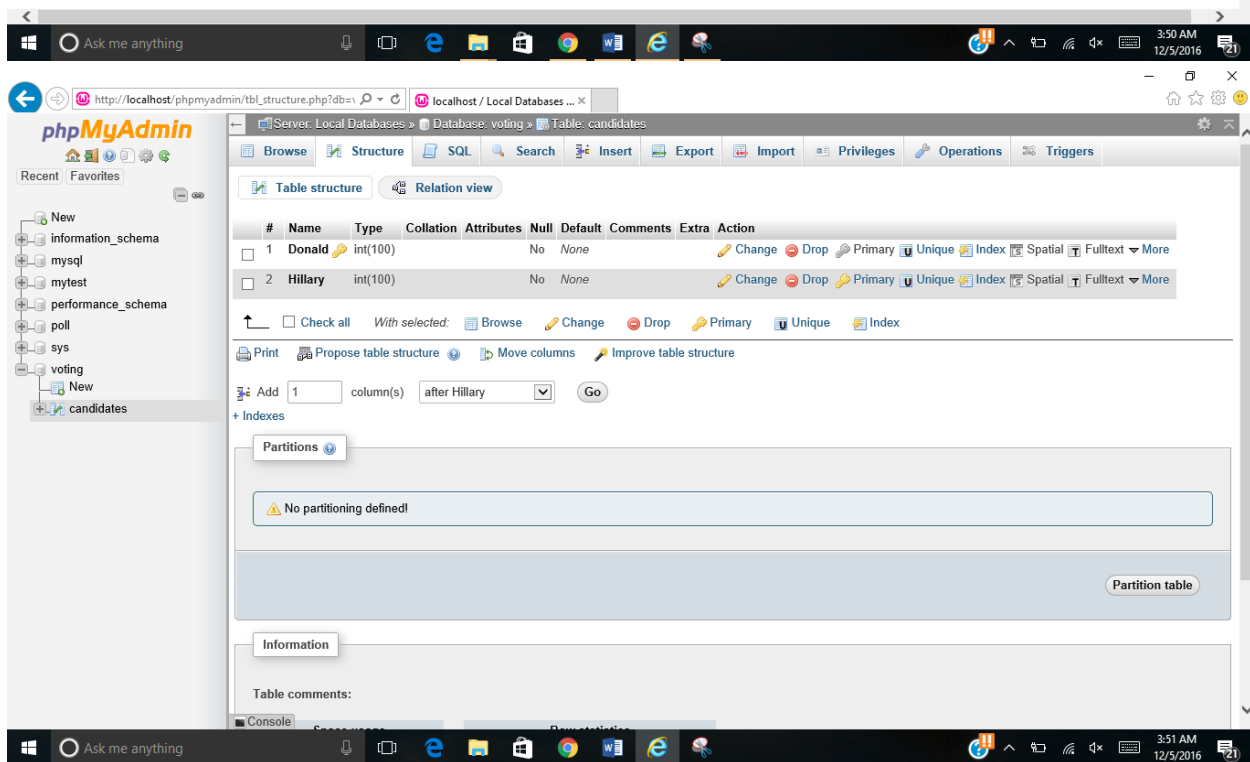 Ask me anything
3:50 AM
12/5/2016
21
http://localhost/phpmyadmin/tbl_structure.php?db=
localhost / Local Databases ...
phpMyAdmin
Recent Favorites
New
information_schema
mysql
mytest
performance_schema
poll
sys
voting
New
candidates
Server: Local Databases » Database: voting » Table: candidates
Browse Structure SQL Search Insert Export Import Privileges Operations Triggers
Table structure Relation view
# Name Type Collation Attributes Null Default Comments Extra Action
1 Donald int(100) No None Change Drop Primary Unique Index Spatial Fulltext More
2 Hillary int(100) No None Change Drop Primary Unique Index Spatial Fulltext More
Check all With selected: Browse Change Drop Primary Unique Index
Print Propose table structure Move columns Improve table structure
Add 1 column(s) after Hillary Go
+ Indexes
Partitions
No partitioning defined!
Partition table
Information
Table comments:
Console
Ask me anything
3:51 AM
12/5/2016
21